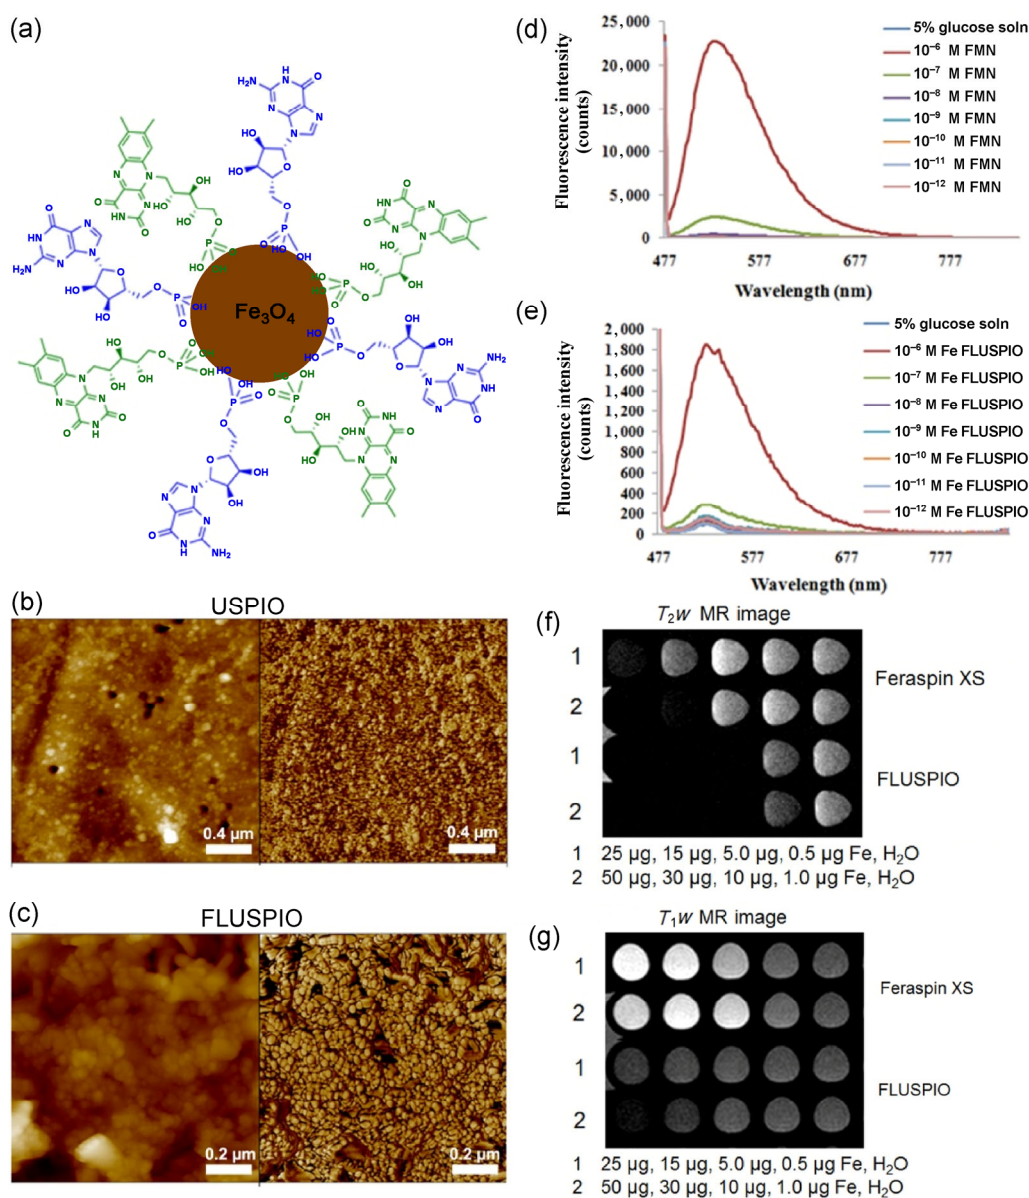 (a)
Fe₃O₄
(d)
Fluorescence intensity
(counts)
25,000
20,000
15,000
10,000
5,000
0
477
577
677
777
Wavelength (nm)
5% glucose soln
10⁻⁶ M FMN
10⁻⁷ M FMN
10⁻⁸ M FMN
10⁻⁹ M FMN
10⁻¹⁰ M FMN
10⁻¹¹ M FMN
10⁻¹² M FMN
(e)
Fluorescence intensity
(counts)
2,000
1,800
1,600
1,400
1,200
1,000
800
600
400
200
0
477
577
677
777
Wavelength (nm)
5% glucose soln
10⁻⁶ M Fe FLUSPIO
10⁻⁷ M Fe FLUSPIO
10⁻⁸ M Fe FLUSPIO
10⁻⁹ M Fe FLUSPIO
10⁻¹⁰ M Fe FLUSPIO
10⁻¹¹ M Fe FLUSPIO
10⁻¹² M Fe FLUSPIO
(b)
USPIO
0.4 µm
0.4 µm
(c)
FLUSPIO
0.2 µm
0.2 µm
(f)
T₂w MR image
1
2
1
2
Feraspin XS
FLUSPIO
1 25 µg, 15 µg, 5.0 µg, 0.5 µg Fe, H₂O
2 50 µg, 30 µg, 10 µg, 1.0 µg Fe, H₂O
(g)
T₁w MR image
1
2
1
2
Feraspin XS
FLUSPIO
1 25 µg, 15 µg, 5.0 µg, 0.5 µg Fe, H₂O
2 50 µg, 30 µg, 10 µg, 1.0 µg Fe, H₂O